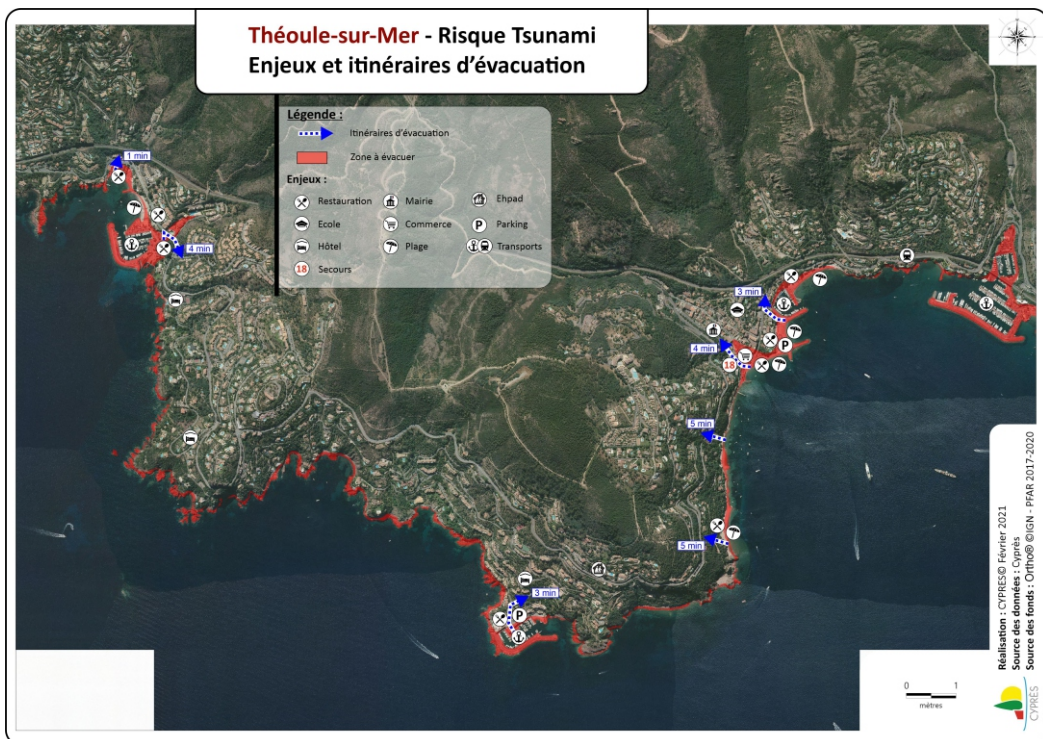 Théoule-sur-Mer - Risque Tsunami
Enjeux et itinéraires d'évacuation
Légende :
Itinéraires d'évacuation
Zone à évacuer
Enjeux :
Restauration
Mairie
Ehpad
Ecole
Commerce
P
Parking
Hôtel
Plage
Transports
18
Secours
1 min
4 min
3 min
4 min
P
18
5 min
5 min
3 min
P
0
1
mètres
Réalisation : CYPRES© Février 2021
Source des données : Cyprès
Source des fonds : Ortho® ©IGN - PFAR 2017-2020
CYPRÈS